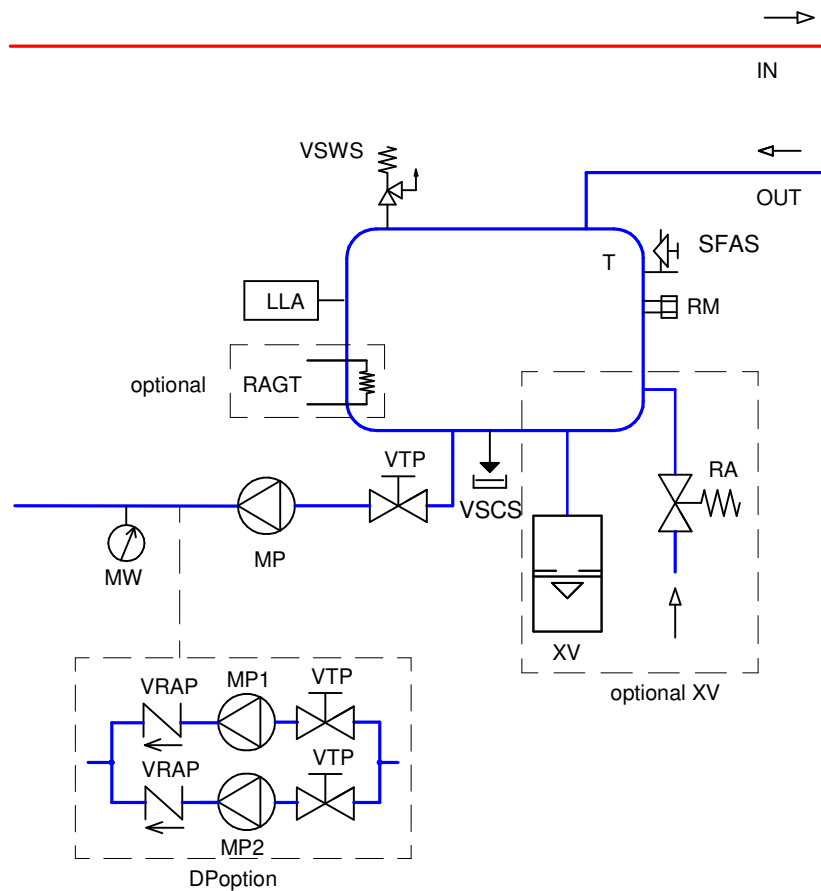 IN
VSWS
OUT
T
SFAS
LLA
RM
optional
RAGT
VTP
RA
VSCS
MP
MW
XV
optional XV
VRAP
MP1
VTP
VRAP
VTP
MP2
DPoption